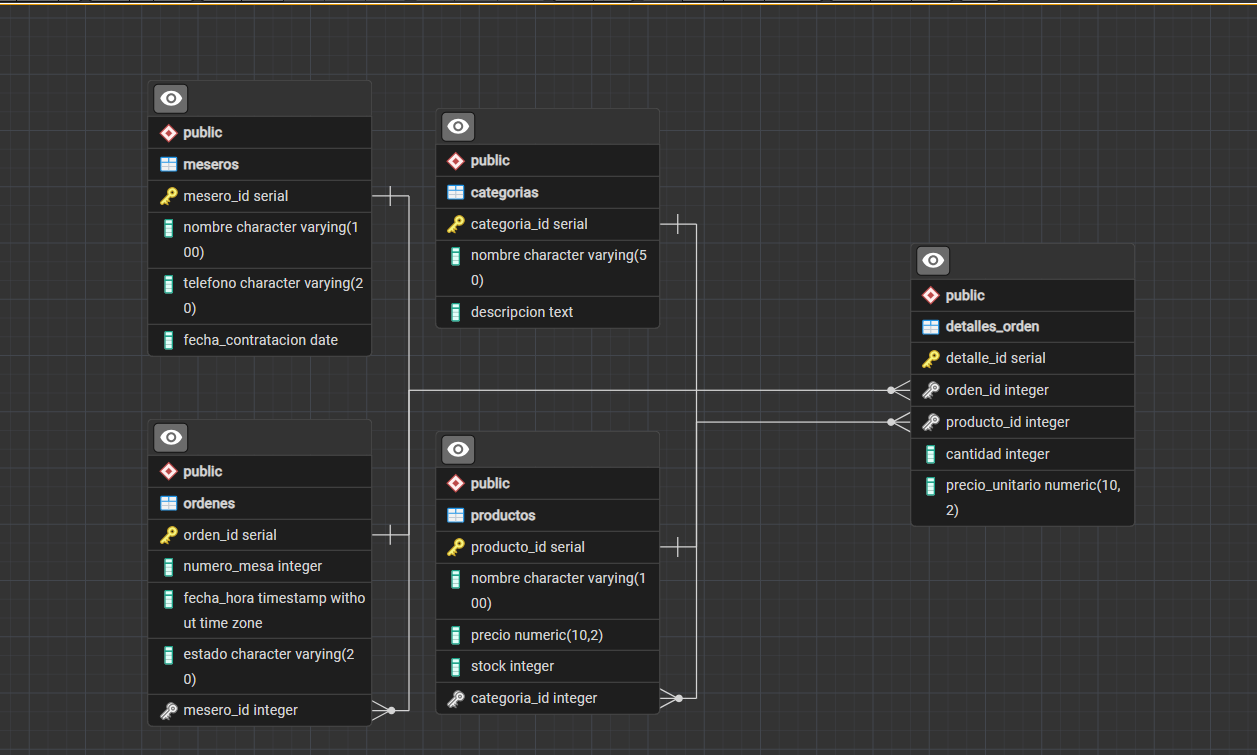 public
meseros
mesero_id serial
nombre character varying(1
00)
telefono character varying(2
0)
fecha_contratacion date
public
categorias
categoria_id serial
nombre character varying(5
0)
descripcion text
public
detalles_orden
detalle_id serial
orden_id integer
producto_id integer
cantidad integer
precio_unitario numeric(10,
2)
public
ordenes
orden_id serial
numero_mesa integer
fecha_hora timestamp witho
ut time zone
estado character varying(2
0)
mesero_id integer
public
productos
producto_id serial
nombre character varying(1
00)
precio numeric(10,2)
stock integer
categoria_id integer